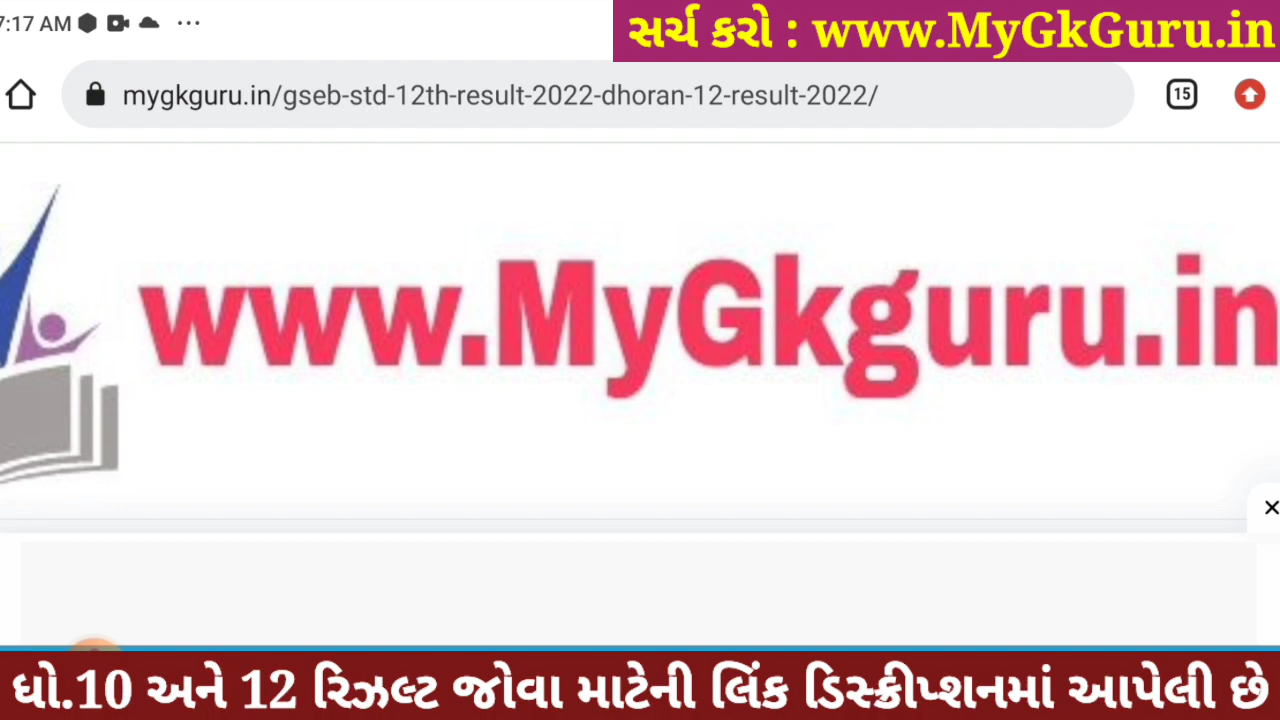 7:17 AM
સર્ચ કરો : www.MyGkGuru.in
mygkguru.in/gseb-std-12th-result-2022-dhoran-12-result-2022/
15
www.MyGkguru.in
ધો.10 અને 12 રિઝલ્ટ જોવા માટેની લિંક ડિસ્ક્રીપ્શનમાં આપેલી છે